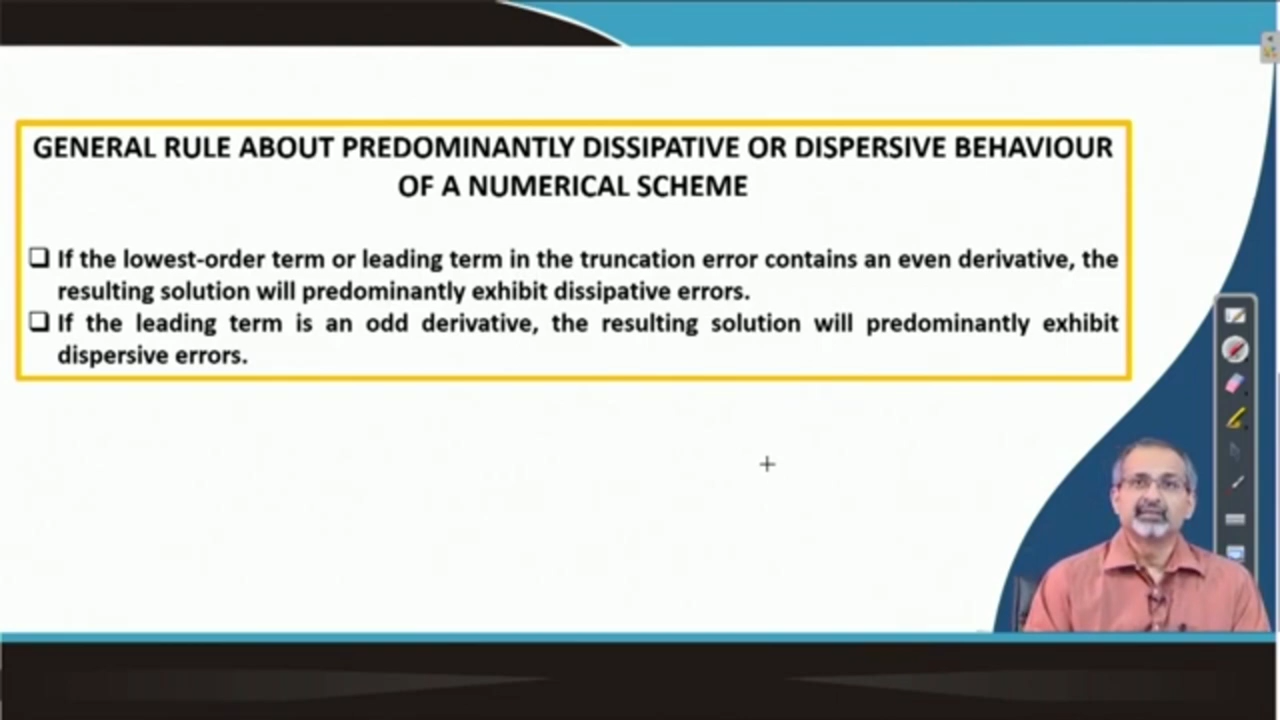 GENERAL RULE ABOUT PREDOMINANTLY DISSIPATIVE OR DISPERSIVE BEHAVIOUR
OF A NUMERICAL SCHEME
If the lowest-order term or leading term in the truncation error contains an even derivative, the
resulting solution will predominantly exhibit dissipative errors.
If the leading term is an odd derivative, the resulting solution will predominantly exhibit
dispersive errors.